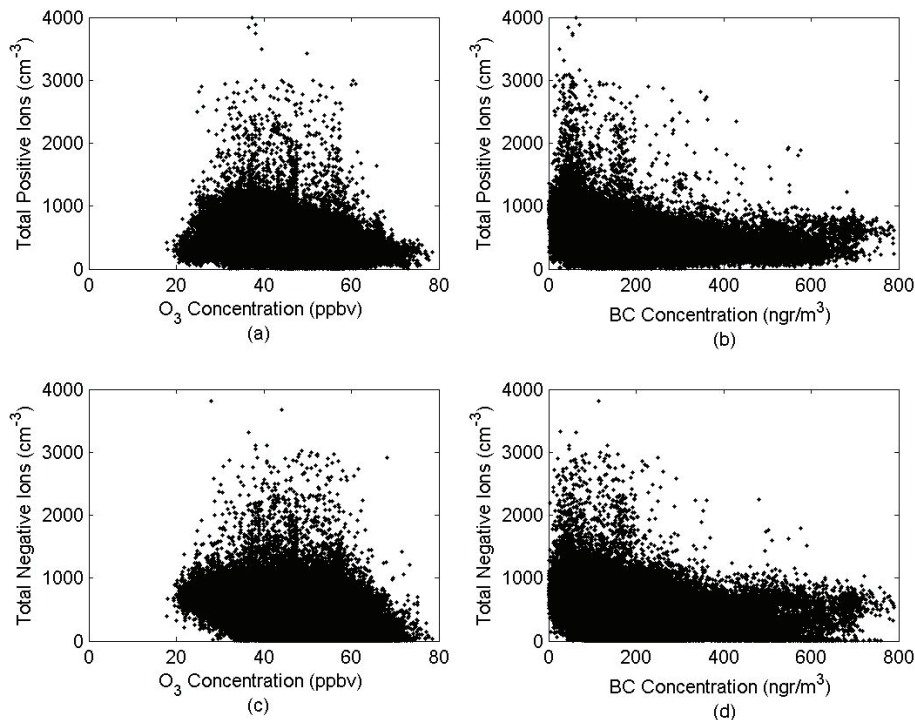 4000
3000
2000
1000
0
Total Positive Ions (cm⁻³)
0 20 40 60 80
O₃ Concentration (ppbv)
(a)
4000
3000
2000
1000
0
Total Positive Ions (cm⁻³)
0 200 400 600 800
BC Concentration (ngr/m³)
(b)
4000
3000
2000
1000
0
Total Negative Ions (cm⁻³)
0 20 40 60 80
O₃ Concentration (ppbv)
(c)
4000
3000
2000
1000
0
Total Negative Ions (cm⁻³)
0 200 400 600 800
BC Concentration (ngr/m³)
(d)